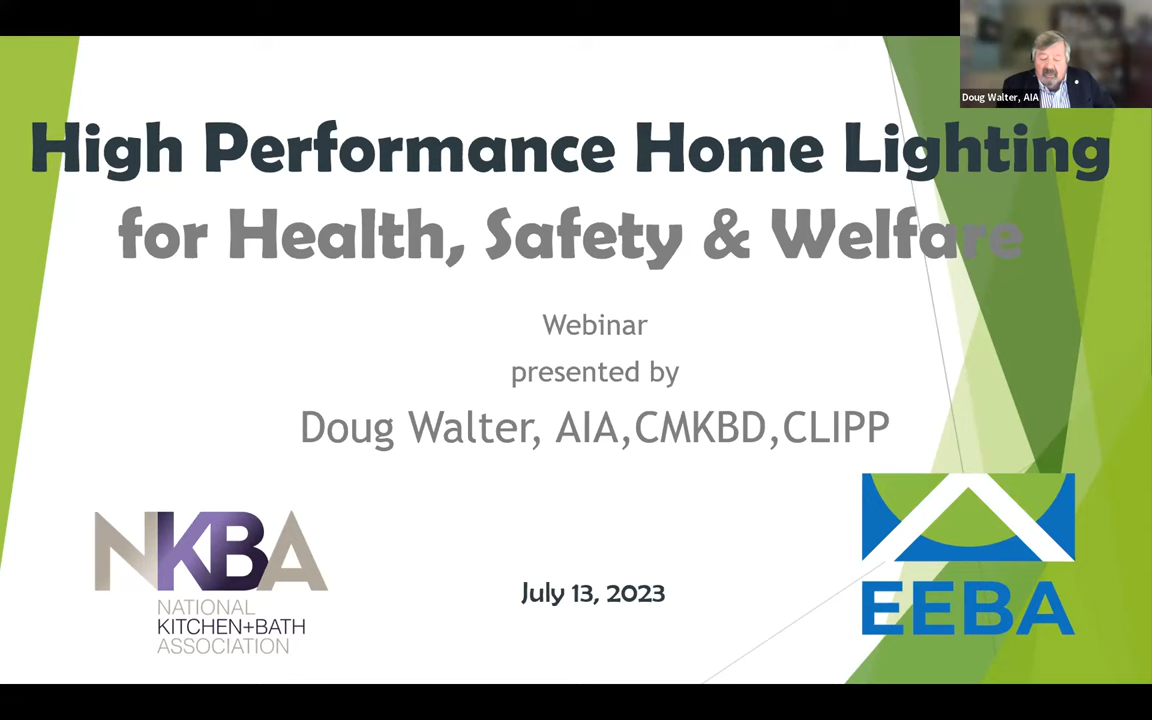 Doug Walter, AIA
High Performance Home Lighting
for Health, Safety & Welfare
Webinar
presented by
Doug Walter, AIA,CMKBD,CLIPP
NKBA
NATIONAL
KITCHEN+BATH
ASSOCIATION
July 13, 2023
EEBA